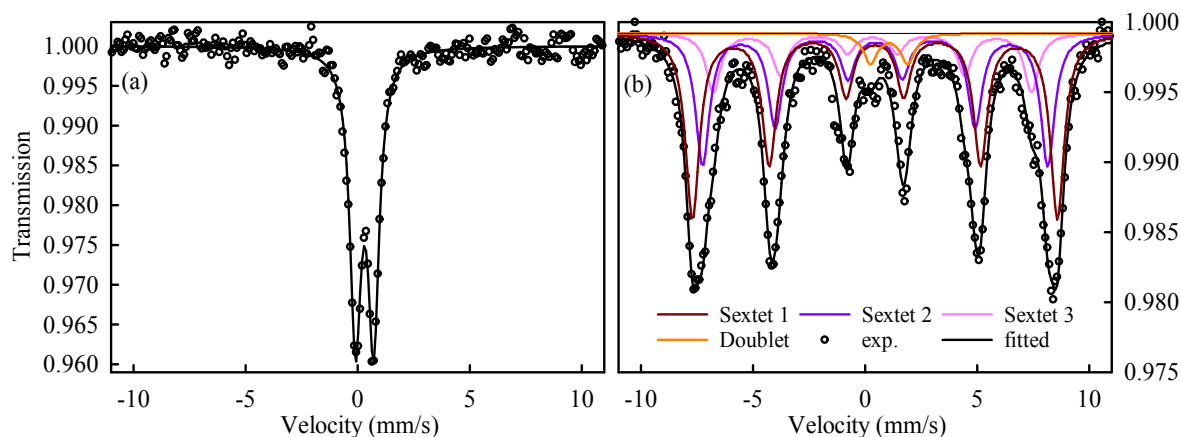 1.000
0.995
0.990
0.985
0.980
0.975
0.970
0.965
0.960
Transmission
(a)
-10 -5 0 5 10
Velocity (mm/s)
(b)
1.000
0.995
0.990
0.985
0.980
0.975
Sextet 1 Sextet 2 Sextet 3
Doublet exp. fitted
-10 -5 0 5 10
Velocity (mm/s)